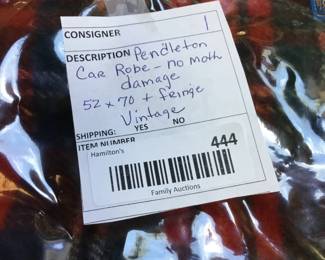 CONSIGNER 1
DESCRIPTION Pendleton
Car Robe - no moth
damage
52 x 70 + fernge
Vintage
SHIPPING: YES NO
ITEM NUMBER
444
Hamilton's
Family Auctions